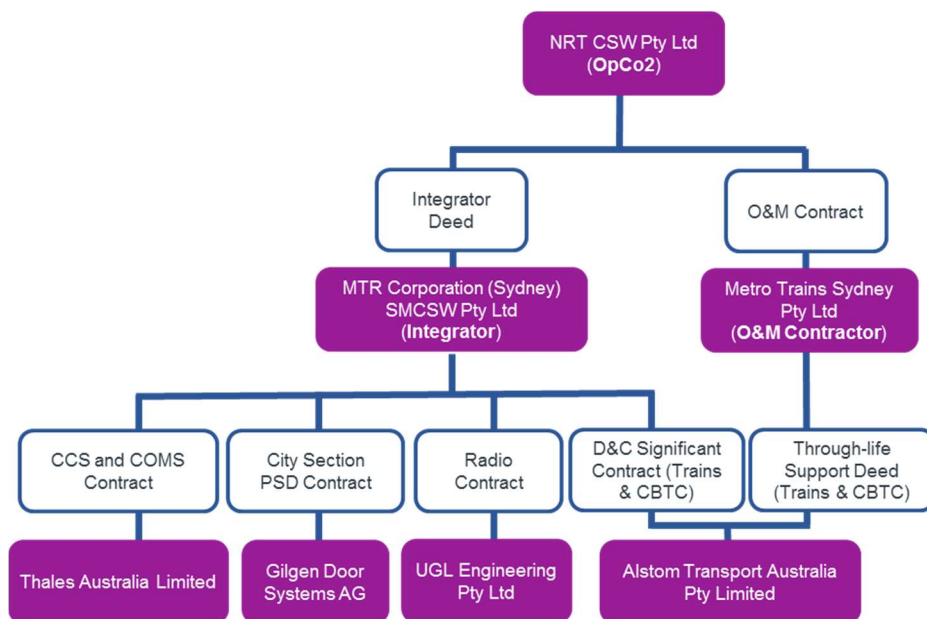 NRT CSW Pty Ltd
(OpCo2)
Integrator
Deed
O&M Contract
MTR Corporation (Sydney)
SMCSW Pty Ltd
(Integrator)
Metro Trains Sydney
Pty Ltd
(O&M Contractor)
CCS and COMS
Contract
City Section
PSD Contract
Radio
Contract
D&C Significant
Contract (Trains
& CBTC)
Through-life
Support Deed
(Trains & CBTC)
Thales Australia Limited
Gilgen Door
Systems AG
UGL Engineering
Pty Ltd
Alstom Transport Australia
Pty Limited